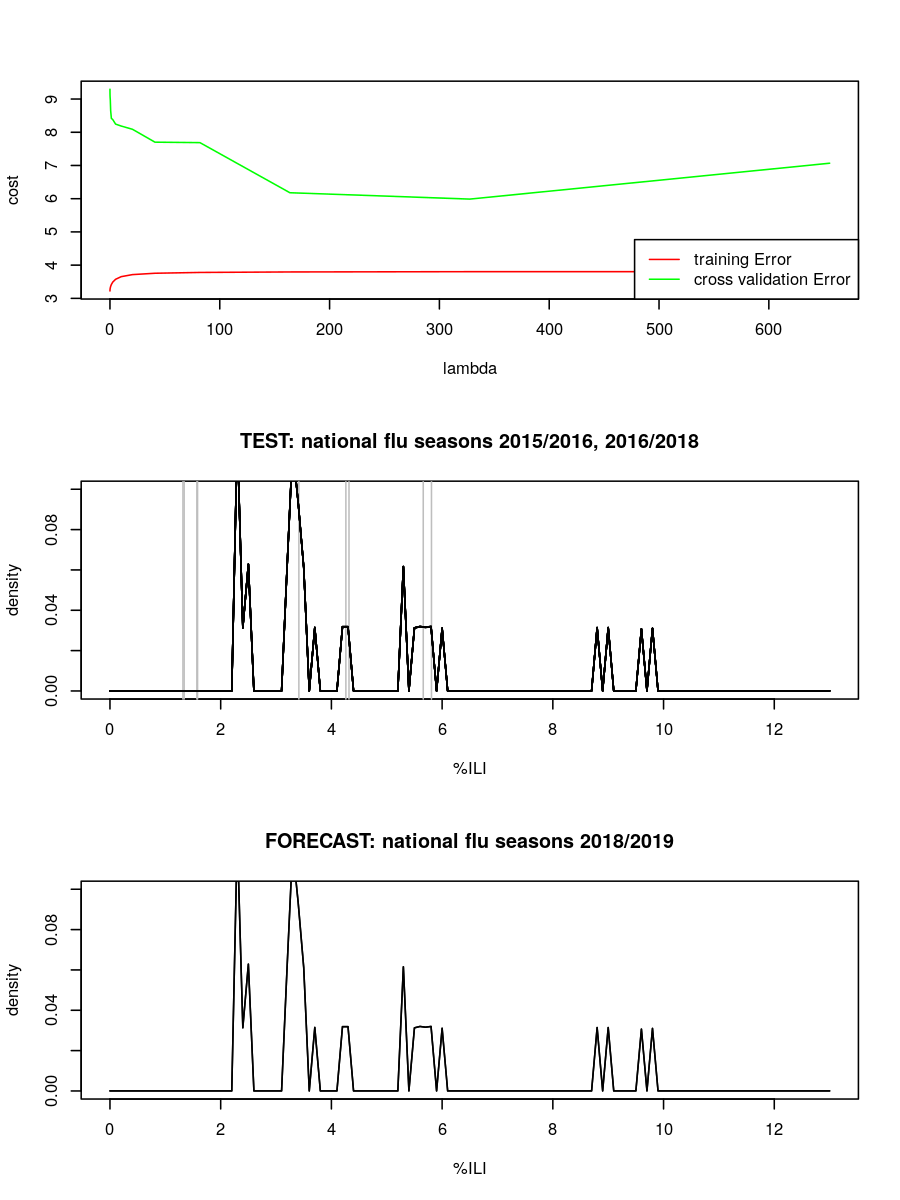 cost
9
8
7
6
5
4
3
training Error
cross validation Error
0 100 200 300 400 500 600
lambda
TEST: national flu seasons 2015/2016, 2016/2018
density
0.08
0.04
0.00
0 2 4 6 8 10 12
%ILI
FORECAST: national flu seasons 2018/2019
density
0.08
0.04
0.00
0 2 4 6 8 10 12
%ILI